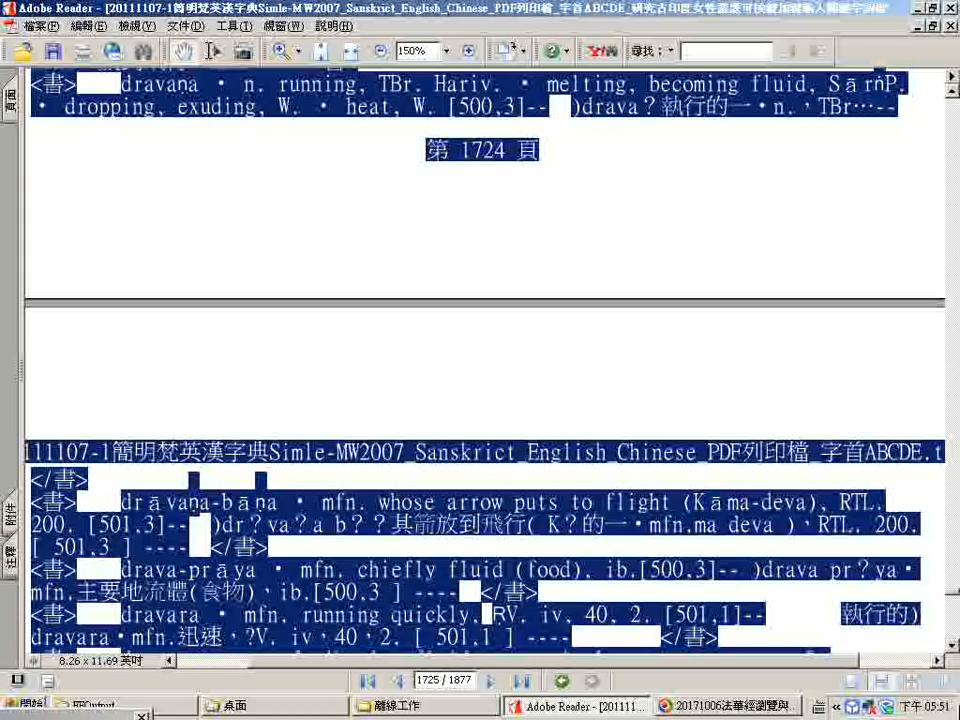 Adobe Reader - [20111107-1簡明梵英漢字典Simle-MW2007_Sanskrict_English_Chinese_PDF列印檔_字首ABCDE_
檔案(F) 編輯(E) 檢視(V) 文件(D) 工具(T) 視窗(W) 說明(H)
150% 尋找:
頁面
<書> dravaṇa · n. running, TBr. Hariv. · melting, becoming fluid, SārṅP.
· dropping, exuding, W. · heat, W. [500,3]-- )drava？執行的一·n.，TBr…--
第 1724 頁
111107-1簡明梵英漢字典Simle-MW2007_Sanskrict_English_Chinese_PDF列印檔_字首ABCDE.t
</書>
<書> drāvaṇa-bāṇa · mfn. whose arrow puts to flight (Kāma-deva), RTL.
200. [501,3]-- )dr？va？a b？？其箭放到飛行( K？的一·mfn.ma deva )，RTL. 200.
[ 501,3 ] ---- </書>
<書> drava-prāya · mfn. chiefly fluid (food), ib.[500,3]-- )drava pr？ya·
mfn.主要地流體(食物)，ib.[500,3 ] ---- </書>
<書> dravara · mfn. running quickly, RV. iv, 40, 2. [501,1]-- 執行的)
dravara·mfn.迅速，?V. iv，40，2. [ 501,1 ] ---- </書>
附件
注釋
8.26 x 11.69 英吋
1725 / 1877
開始 桌面 離線工作 Adobe Reader - [201111... 20171006法華經瀏覽與... 下午 05:51